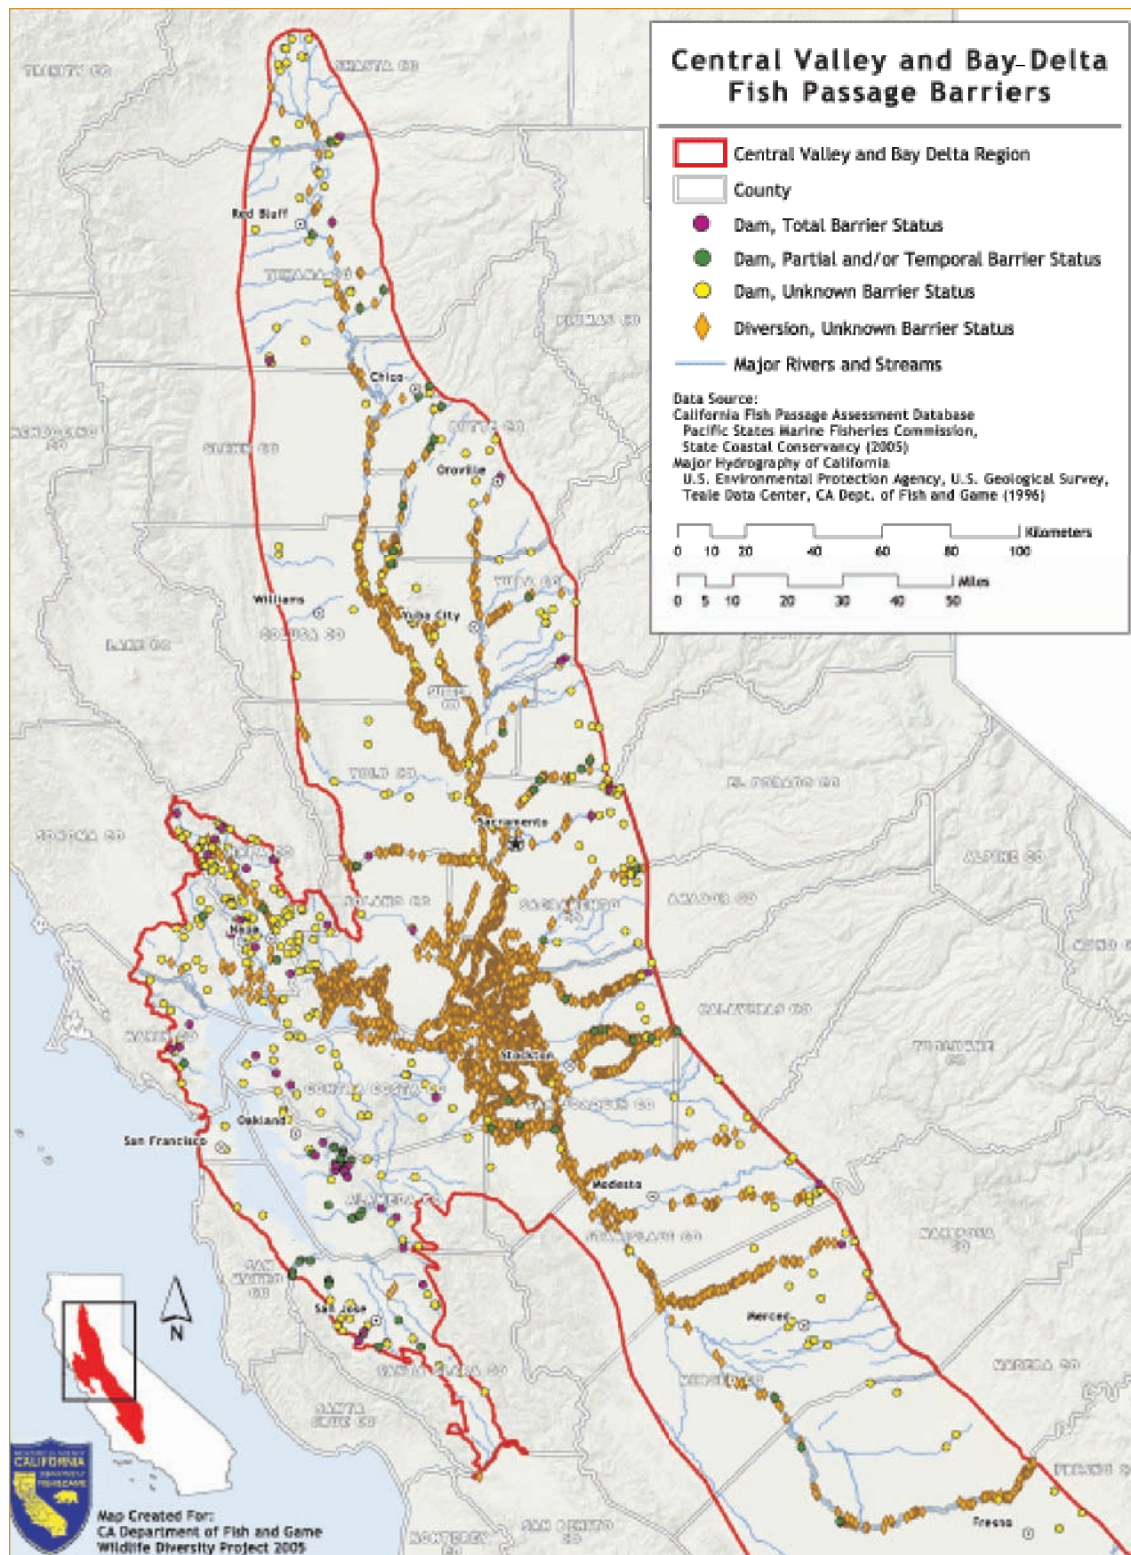 Central Valley and Bay-Delta
Fish Passage Barriers
Central Valley and Bay Delta Region
County
Dam, Total Barrier Status
Dam, Partial and/or Temporal Barrier Status
Dam, Unknown Barrier Status
Diversion, Unknown Barrier Status
Major Rivers and Streams
Data Source:
California Fish Passage Assessment Database
Pacific States Marine Fisheries Commission,
State Coastal Conservancy (2005)
Major Hydrography of California
U.S. Environmental Protection Agency, U.S. Geological Survey,
Teale Data Center, CA Dept. of Fish and Game (1996)
Kilometers
0 10 20 40 60 80 100
Miles
0 5 10 20 30 40 50
TRINITY CO
SHASTA CO
Red Bluff
TEHAMA CO
PLUMAS CO
Chico
MENDOCINO
CO
GLENN CO
BUTTE CO
Oroville
Williams
COLUSA CO
Yuba City
YUBA CO
LAKE CO
SUTTER
CO
YOLO CO
EL DORADO CO
SONOMA CO
Sacramento
NAPA CO
ALPINE CO
SOLANO CO
SACRAMENTO
CO
AMADOR CO
Napa
MONO CO
MARIN CO
CALAVERAS CO
Stockton
TUOLUMNE
CO
CONTRA COSTA CO
SAN JOAQUIN CO
Oakland
San Francisco
Modesto
ALAMEDA CO
STANISLAUS CO
MARIPOSA
CO
SAN
MATEO
CO
San Jose
Merced
SANTA CLARA CO
MERCED CO
MADERA CO
SANTA
CRUZ CO
FRESNO CO
Fresno
MONTEREY
CO
SAN BENITO
CO
N
CALIFORNIA
Map Created For:
CA Department of Fish and Game
Wildlife Diversity Project 2005